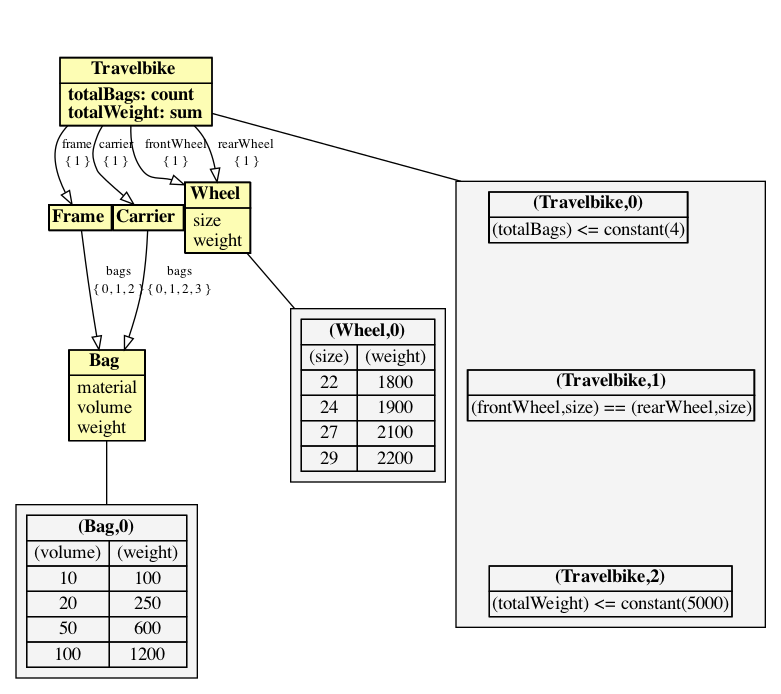 Travelbike
totalBags: count
totalWeight: sum
frame
{ 1 }
carrier
{ 1 }
frontWheel
{ 1 }
rearWheel
{ 1 }
Frame
Carrier
Wheel
size
weight
bags
{ 0, 1, 2 }
bags
{ 0, 1, 2, 3 }
Bag
material
volume
weight
(Bag,0)
(volume) (weight)
10 100
20 250
50 600
100 1200
(Wheel,0)
(size) (weight)
22 1800
24 1900
27 2100
29 2200
(Travelbike,0)
(totalBags) <= constant(4)
(Travelbike,1)
(frontWheel,size) == (rearWheel,size)
(Travelbike,2)
(totalWeight) <= constant(5000)